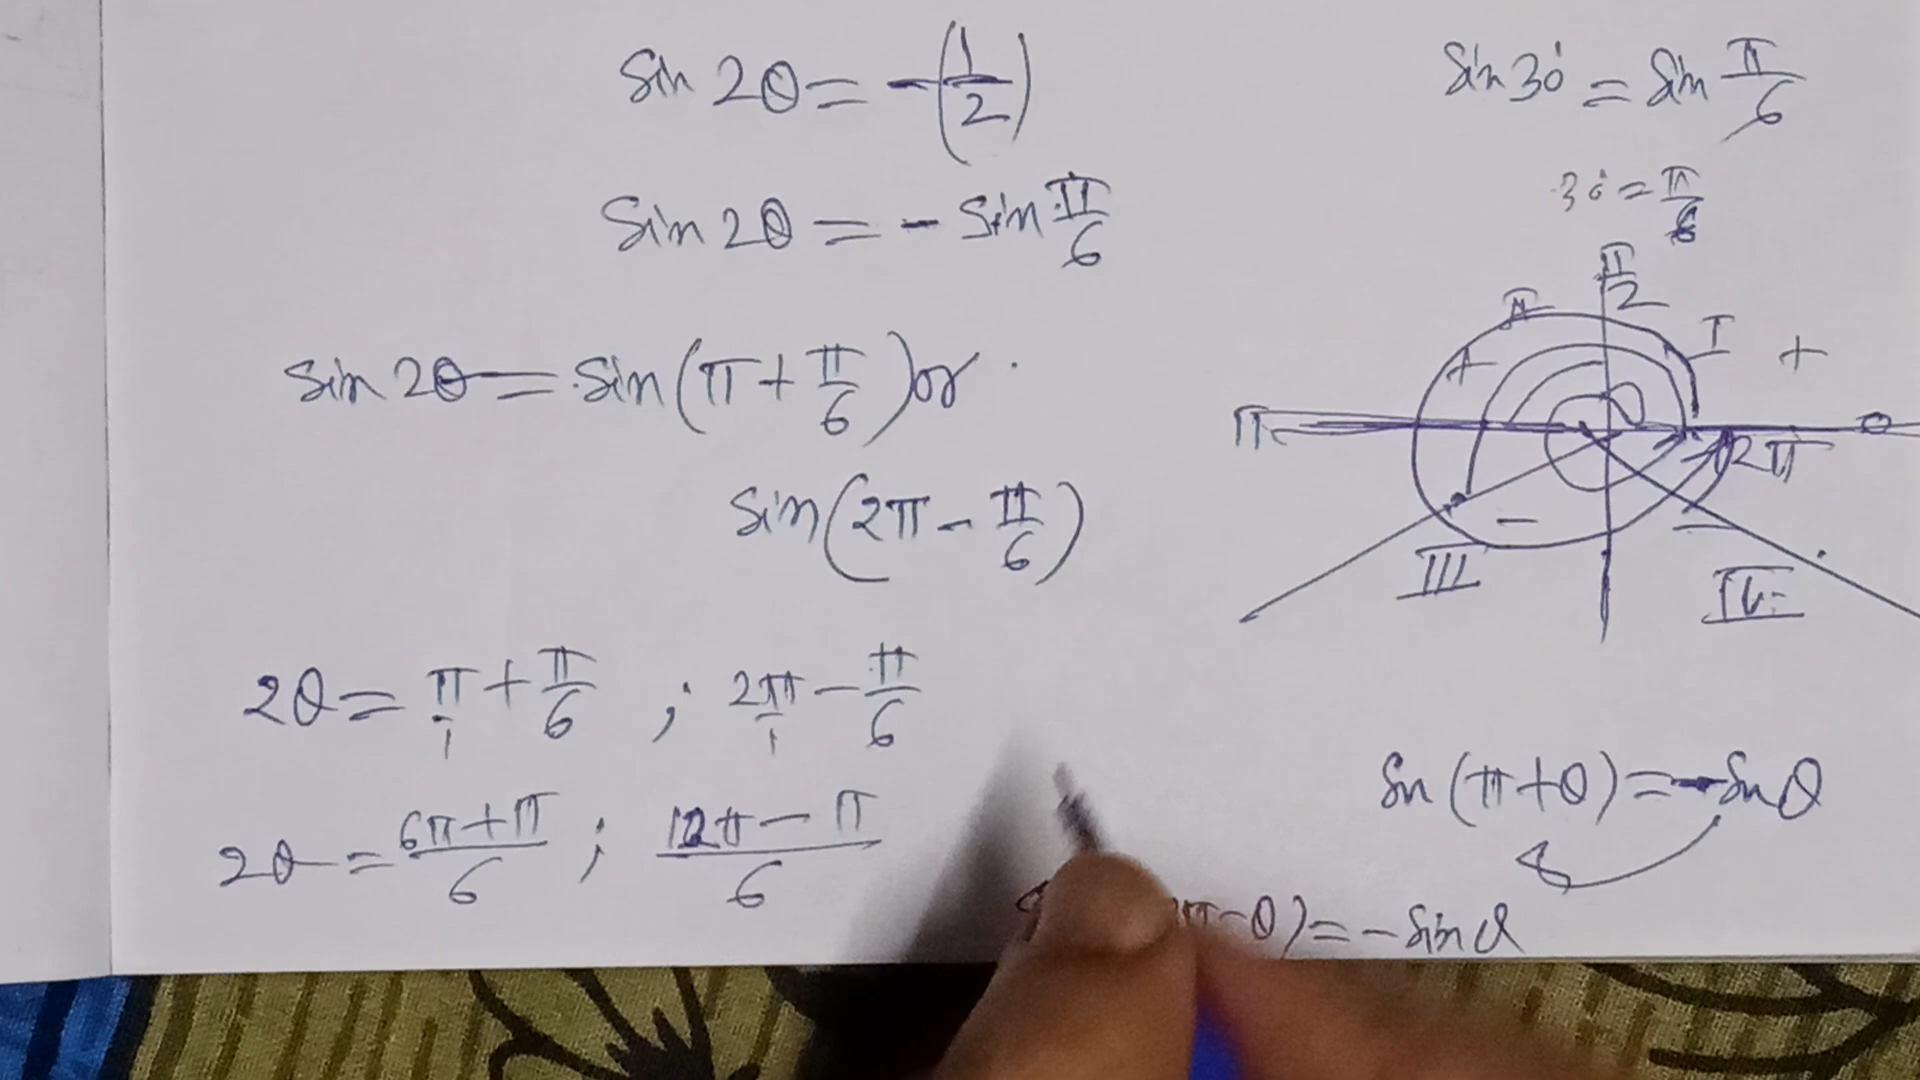 sin 2θ = -(1/2)
sin 2θ = - sin π/6
sin 2θ = sin(π + π/6) or
sin(2π - π/6)
2θ = π/1 + π/6 ; 2π/1 - π/6
2θ = (6π+π)/6 ; (12π - π)/6
sin 30° = sin π/6
30° = π/6
π/2
II I +
+
π 0
2π
- -
III IV
sin (π+θ) = - sin θ
π-θ) = - sin θ